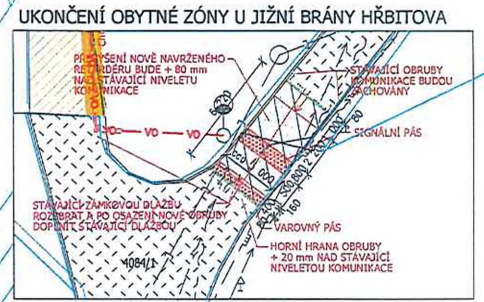 UKONČENÍ OBYTNÉ ZÓNY U JIŽNÍ BRÁNY HŘBITOVA
PŘEVÝŠENÍ NOVĚ NAVRŽENÉHO
RETARDÉRU BUDE + 80 mm
NAD STÁVAJÍCÍ NIVELETU
KOMUNIKACE
STÁVAJÍCÍ OBRUBY
KOMUNIKACE BUDOU
ZACHOVÁNY
SIGNÁLNÍ PÁS
VO
VO
STÁVAJÍCÍ ZÁMKOVOU DLAŽBU
ROZEBRAT A PO OSAZENÍ NOVÉ OBRUBY
DOPLNIT STÁVAJÍCÍ DLAŽBOU
VAROVNÝ PÁS
HORNÍ HRANA OBRUBY
+ 20 mm NAD STÁVAJÍCÍ
NIVELETOU KOMUNIKACE
4084/1